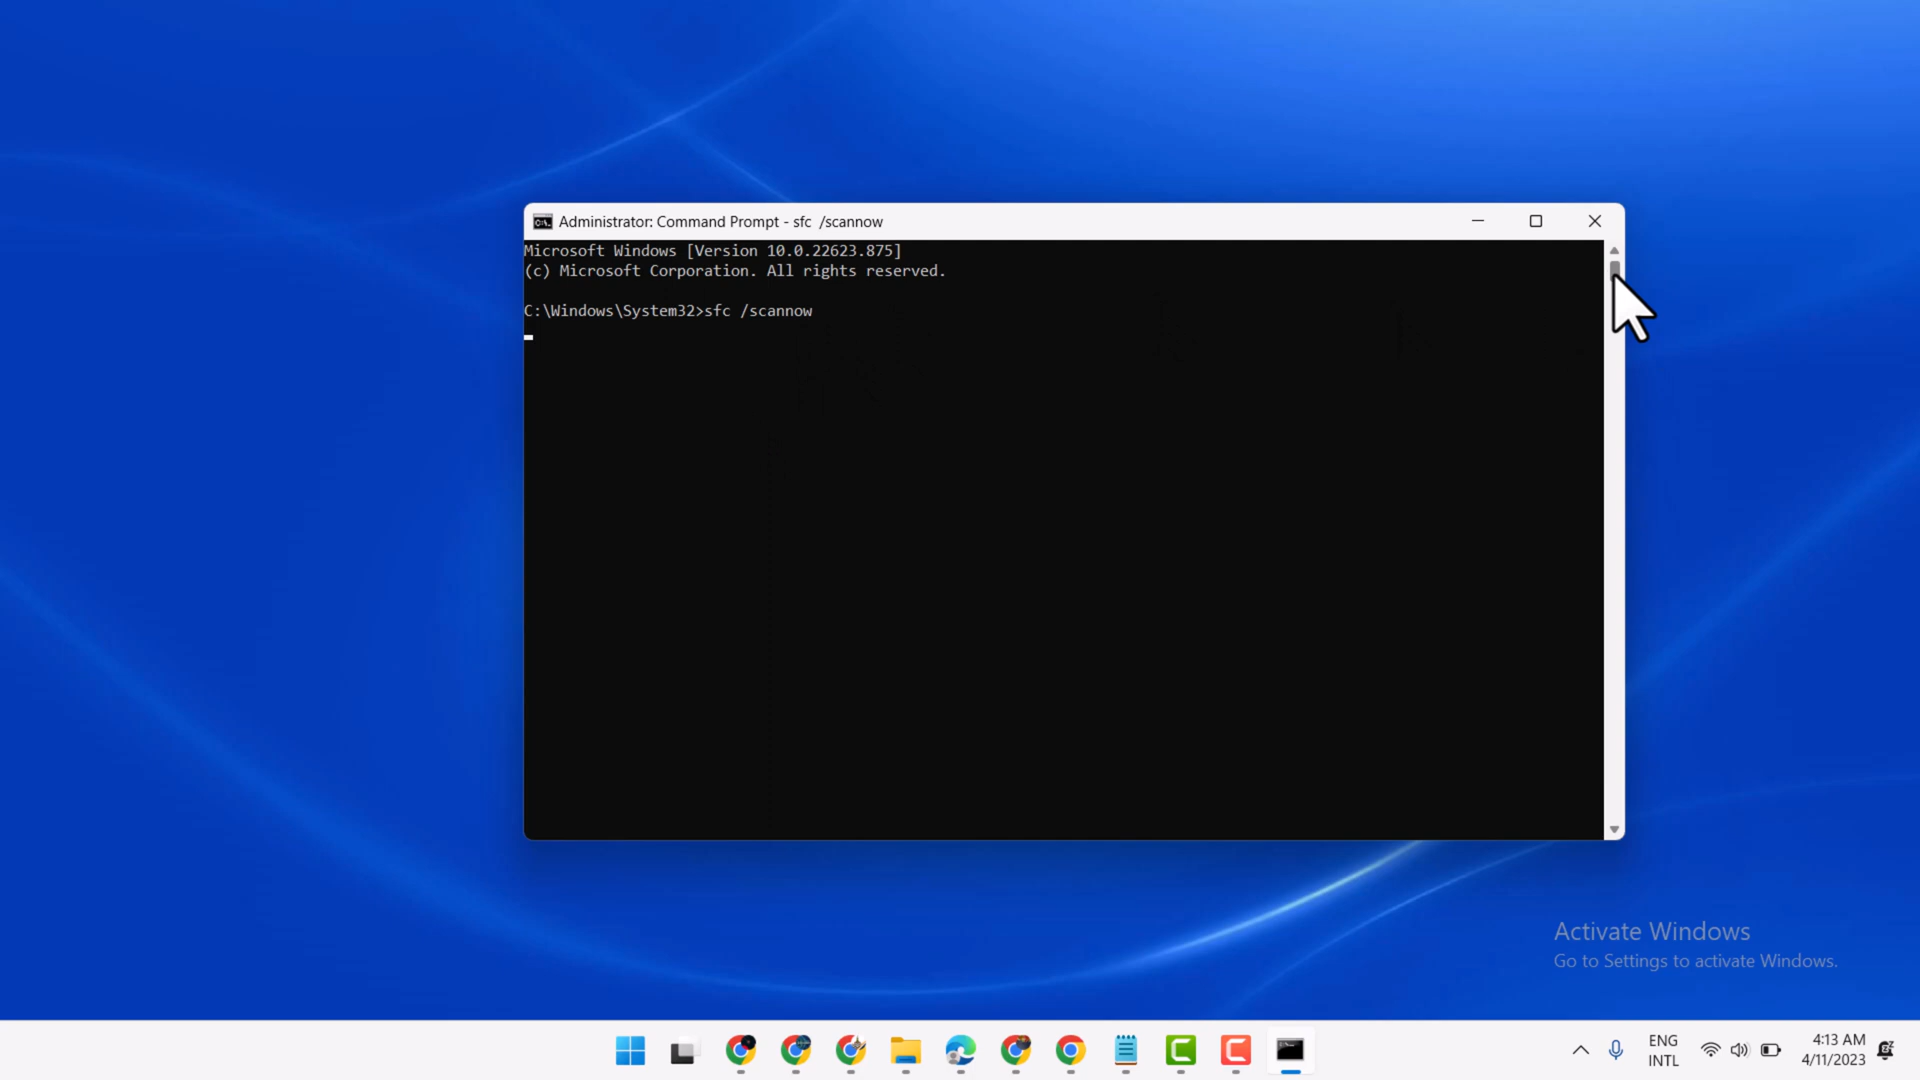 Administrator: Command Prompt - sfc /scannow
Microsoft Windows [Version 10.0.22623.875]
(c) Microsoft Corporation. All rights reserved.
C:\Windows\System32>sfc /scannow
Activate Windows
Go to Settings to activate Windows.
ENG
INTL
4:13 AM
4/11/2023